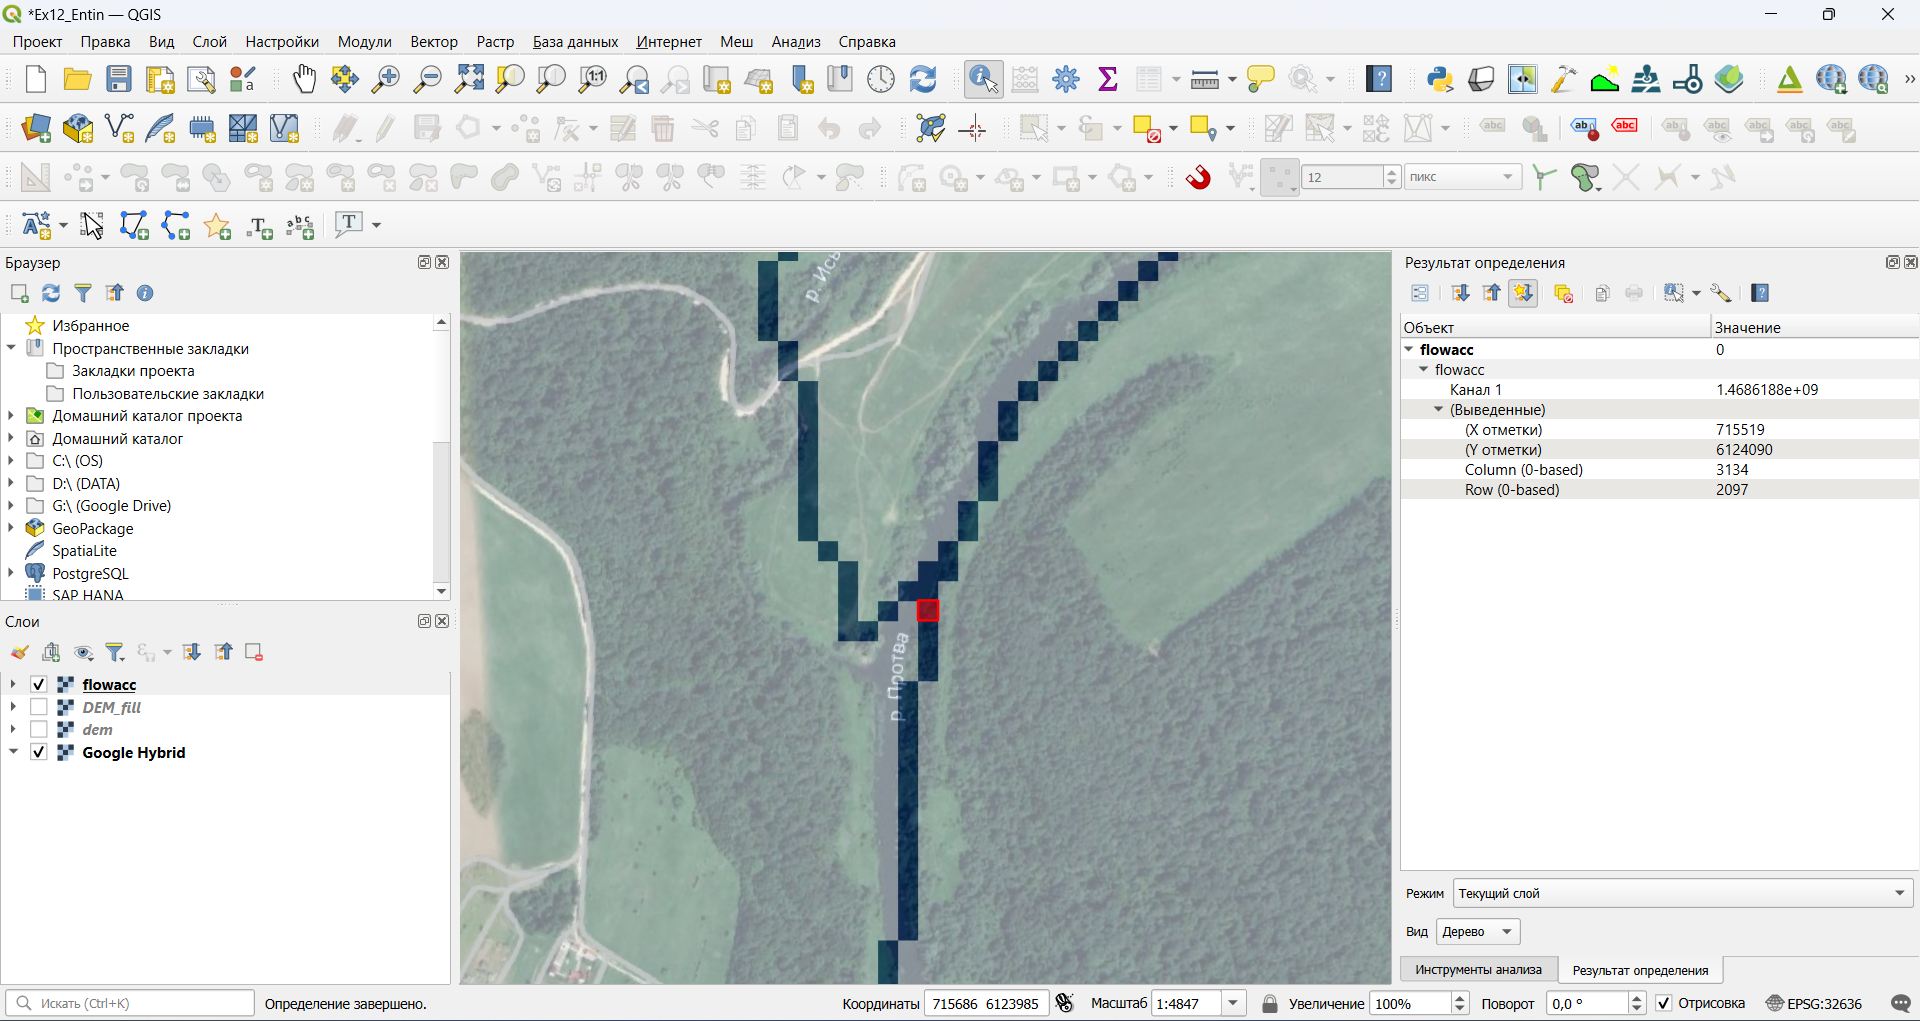 *Ex12_Entin — QGIS
Проект Правка Вид Слой Настройки Модули Вектор Растр База данных Интернет Меш Анализ Справка
12 пикс
Браузер
Избранное
Пространственные закладки
Закладки проекта
Пользовательские закладки
Домашний каталог проекта
Домашний каталог
C:\ (OS)
D:\ (DATA)
G:\ (Google Drive)
GeoPackage
SpatiaLite
PostgreSQL
SAP HANA
Слои
flowacc
DEM_fill
dem
Google Hybrid
р. Протва
Результат определения
Объект Значение
flowacc 0
flowacc
Канал 1 1.4686188e+09
(Выведенные)
(X отметки) 715519
(Y отметки) 6124090
Column (0-based) 3134
Row (0-based) 2097
Режим Текущий слой
Вид Дерево
Инструменты анализа Результат определения
Искать (Ctrl+K) Определение завершено. Координаты 715686 6123985 Масштаб 1:4847 Увеличение 100% Поворот 0,0 ° Отрисовка EPSG:32636